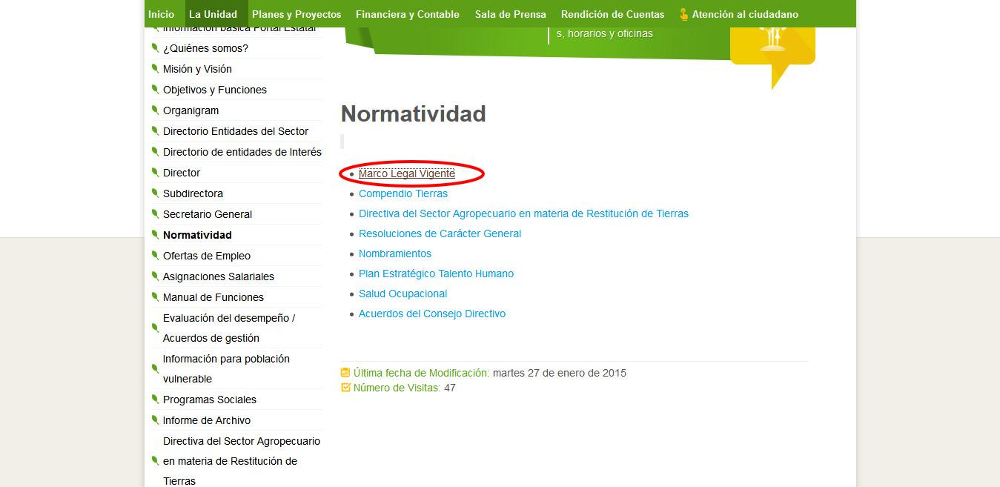 Inicio La Unidad Planes y Proyectos Financiera y Contable Sala de Prensa Rendición de Cuentas Atención al ciudadano
s, horarios y oficinas
Información básica Portal Estatal
¿Quiénes somos?
Misión y Visión
Objetivos y Funciones
Organigram
Directorio Entidades del Sector
Directorio de entidades de Interés
Director
Subdirectora
Secretario General
Normatividad
Ofertas de Empleo
Asignaciones Salariales
Manual de Funciones
Evaluación del desempeño /
Acuerdos de gestión
Información para población
vulnerable
Programas Sociales
Informe de Archivo
Directiva del Sector Agropecuario
en materia de Restitución de
Tierras
Normatividad
Marco Legal Vigente
Compendio Tierras
Directiva del Sector Agropecuario en materia de Restitución de Tierras
Resoluciones de Carácter General
Nombramientos
Plan Estratégico Talento Humano
Salud Ocupacional
Acuerdos del Consejo Directivo
Última fecha de Modificación: martes 27 de enero de 2015
Número de Visitas: 47